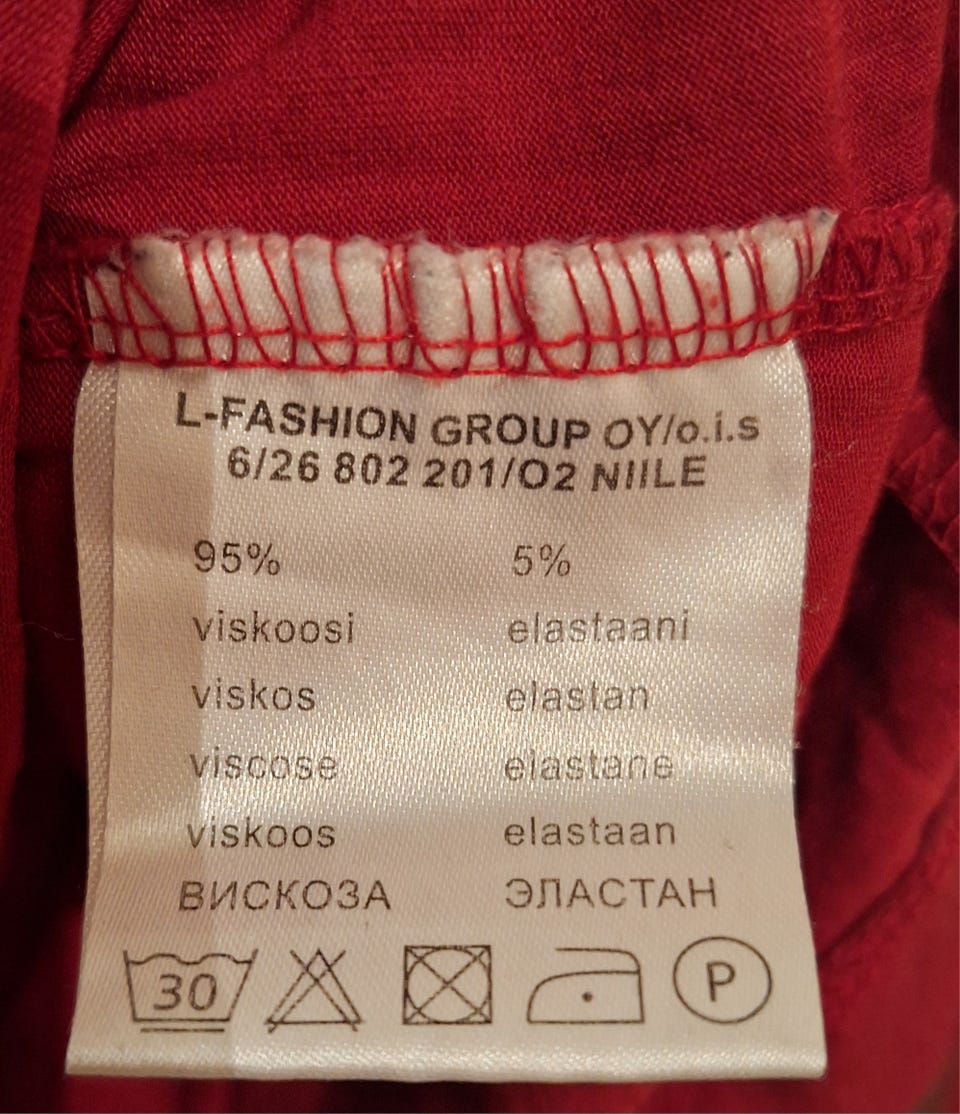 L-FASHION GROUP OY/o.i.s
6/26 802 201/O2 NIILE
95% 5%
viskoosi elastaani
viskos elastan
viscose elastane
viskoos elastaan
ВИСКОЗА ЭЛАСТАН
30 P